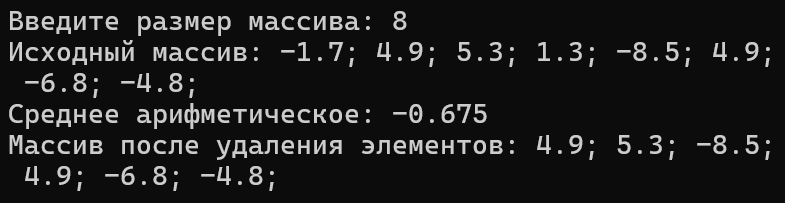 Введите размер массива: 8
Исходный массив: -1.7; 4.9; 5.3; 1.3; -8.5; 4.9;
-6.8; -4.8;
Среднее арифметическое: -0.675
Массив после удаления элементов: 4.9; 5.3; -8.5;
4.9; -6.8; -4.8;